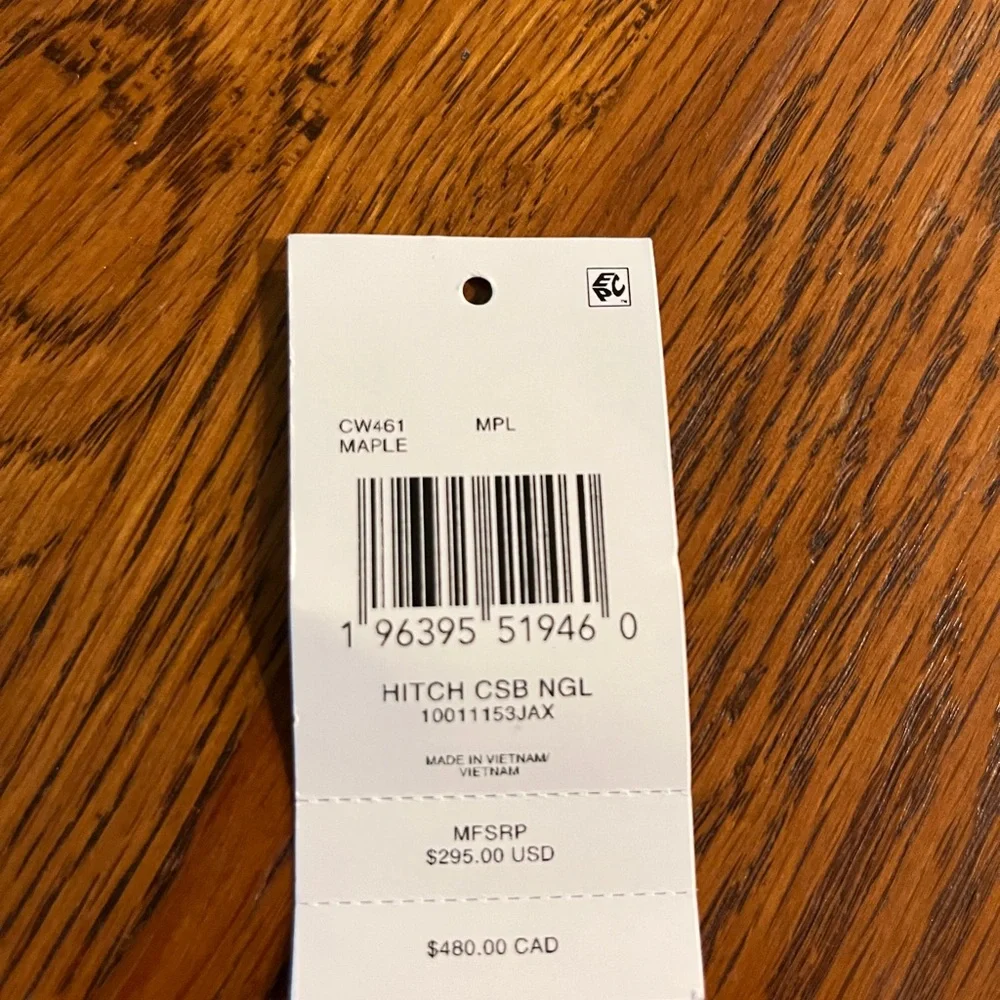 EPC
CW461 MPL
MAPLE
1 96395 51946 0
HITCH CSB NGL
10011153JAX
MADE IN VIETNAM/
VIETNAM
MFSRP
$295.00 USD
$480.00 CAD